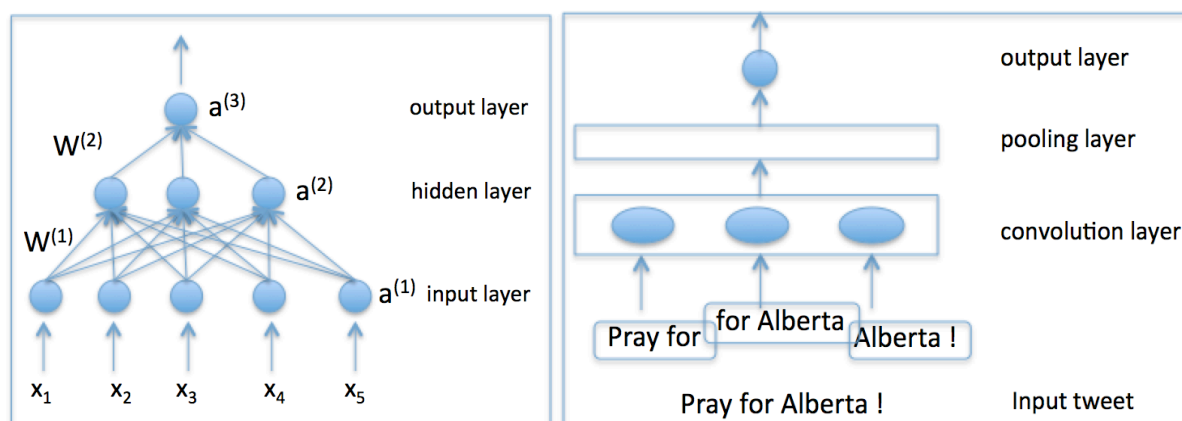 a⁽³⁾ output layer
W⁽²⁾
a⁽²⁾ hidden layer
W⁽¹⁾
a⁽¹⁾ input layer
x₁ x₂ x₃ x₄ x₅
output layer
pooling layer
convolution layer
Pray for for Alberta Alberta !
Pray for Alberta ! Input tweet